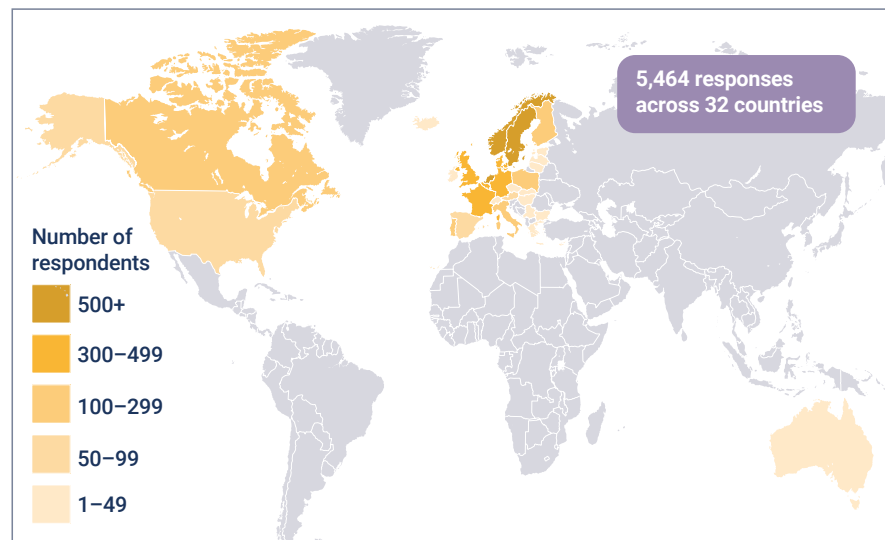 5,464 responses
across 32 countries
Number of
respondents
500+
300–499
100–299
50–99
1–49